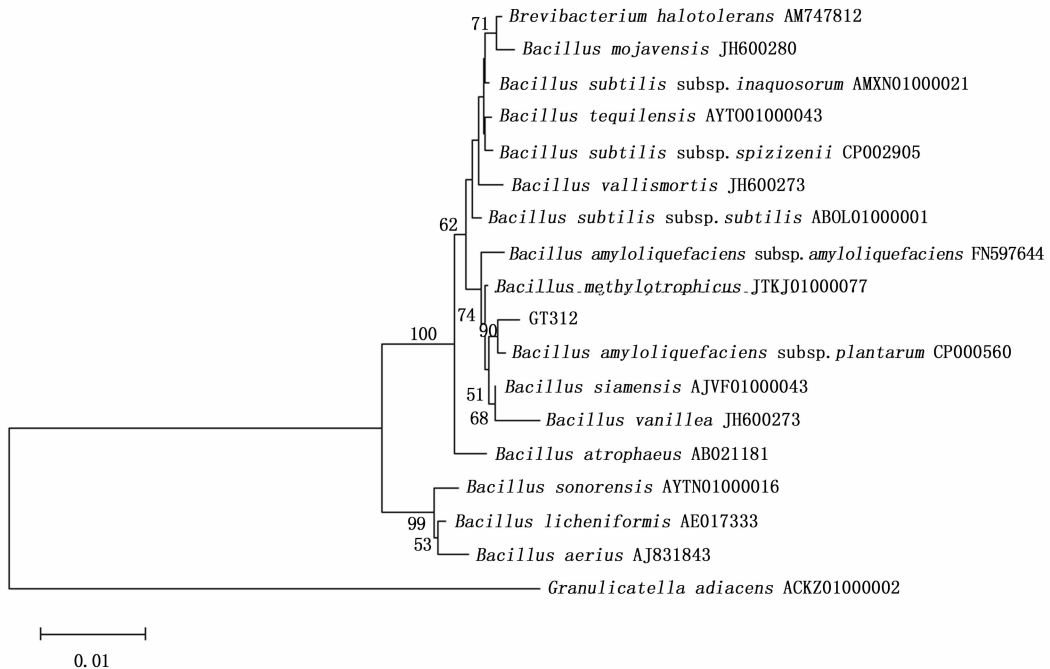 71
Brevibacterium halotolerans AM747812
Bacillus mojavensis JH600280
Bacillus subtilis subsp. inaquosorum AMXN01000021
Bacillus tequilensis AYTO01000043
Bacillus subtilis subsp. spizizenii CP002905
Bacillus vallismortis JH600273
Bacillus subtilis subsp. subtilis ABOL01000001
62
Bacillus amyloliquefaciens subsp. amyloliquefaciens FN597644
Bacillus methylotrophicus JTKJ01000077
74
GT312
90
100
Bacillus amyloliquefaciens subsp. plantarum CP000560
Bacillus siamensis AJVF01000043
51
68
Bacillus vanillea JH600273
Bacillus atrophaeus AB021181
Bacillus sonorensis AYTN01000016
99
Bacillus licheniformis AE017333
53
Bacillus aerius AJ831843
Granulicatella adiacens ACKZ01000002
0.01